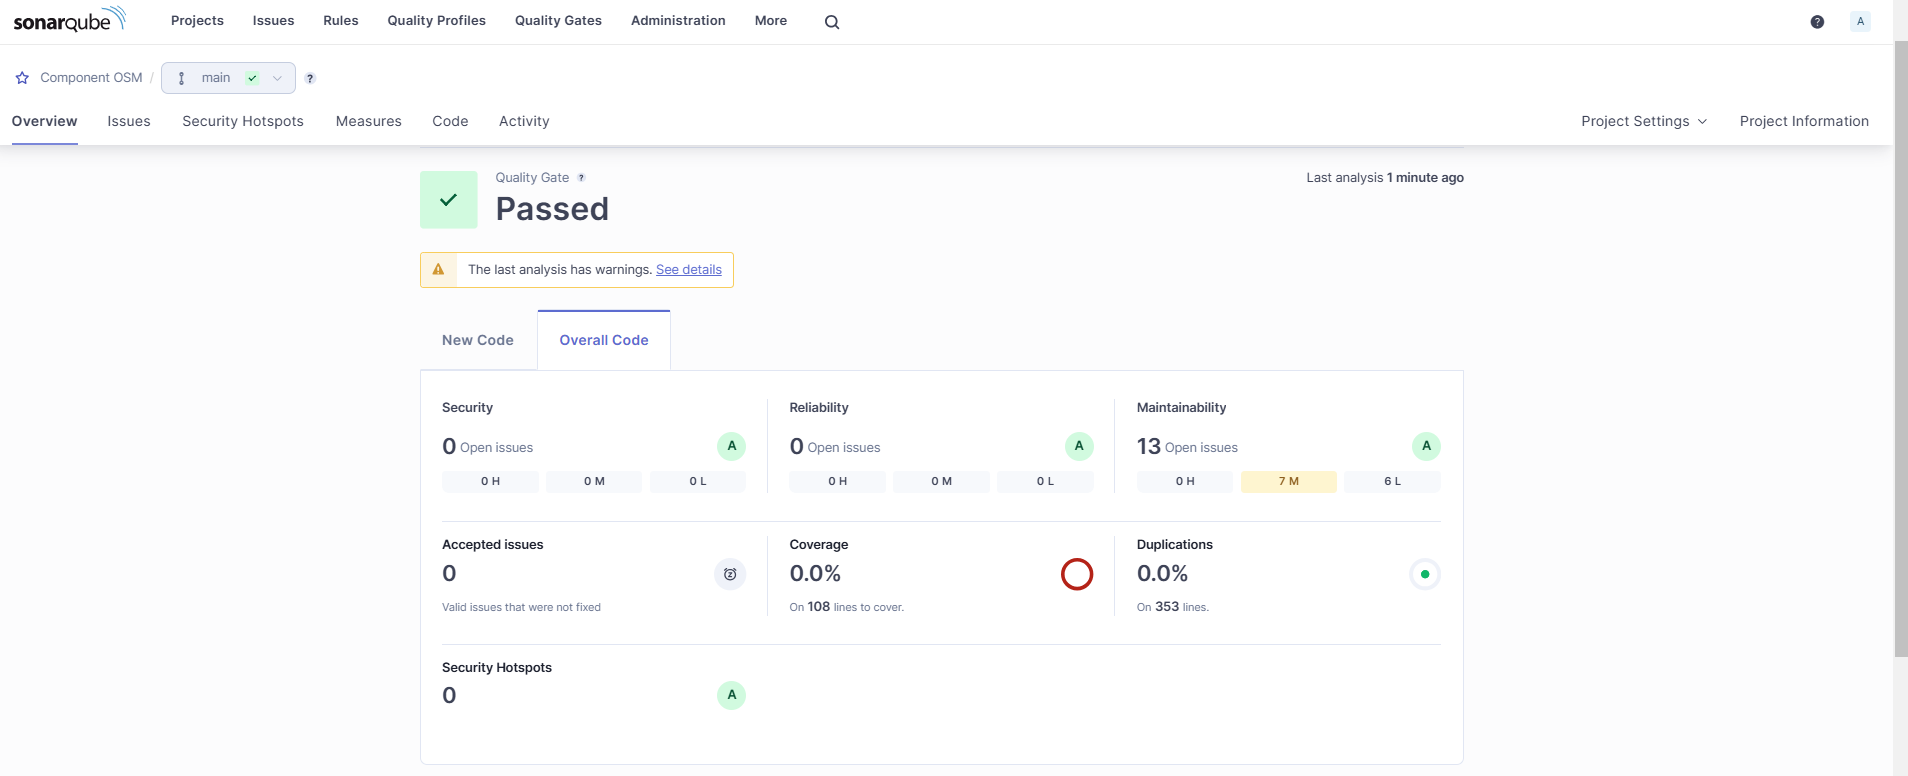 sonarqube Projects Issues Rules Quality Profiles Quality Gates Administration More ? A
Component OSM / main ?
Overview Issues Security Hotspots Measures Code Activity Project Settings Project Information
Quality Gate ? Last analysis 1 minute ago
Passed
The last analysis has warnings. See details
New Code Overall Code
Security Reliability Maintainability
0 Open issues A 0 Open issues A 13 Open issues A
0 H 0 M 0 L 0 H 0 M 0 L 0 H 7 M 6 L
Accepted issues Coverage Duplications
0 0.0% 0.0%
Valid issues that were not fixed On 108 lines to cover. On 353 lines.
Security Hotspots
0 A